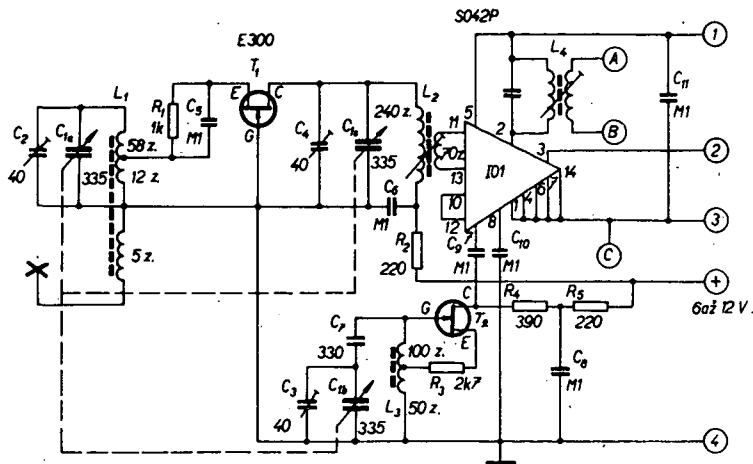 S042P
E300
T₁
L₁
E
C
G
C₂
40
C₁ₐ
335
58 z.
12 z.
5 z.
R₁
1k
C₅
M1
C₄
40
C₁ₐ
335
L₂
240 z.
70z
C₆
M1
R₂
220
11
13
10
12
5
2
3
14
IO1
1
4
6
7
8
C₉
M1
C₁₀
M1
L₄
A
B
C₁₁
M1
C
1
2
3
+
6až 12 V.
4
C₇
330
C₃
40
C₁b
335
100 z.
L₃
50 z.
G
C
E
T₂
R₃
2k7
R₄
390
R₅
220
C₈
M1